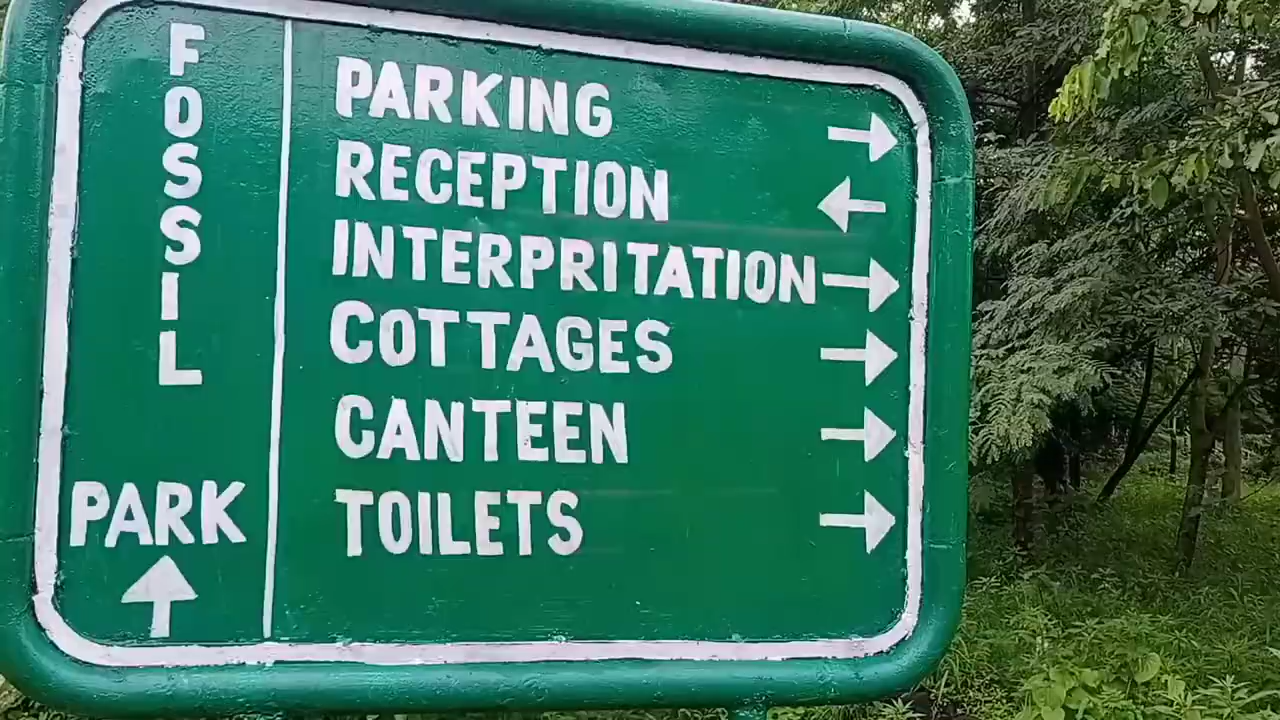 FOSSIL
PARK
PARKING
RECEPTION
INTERPRITATION
COTTAGES
CANTEEN
TOILETS